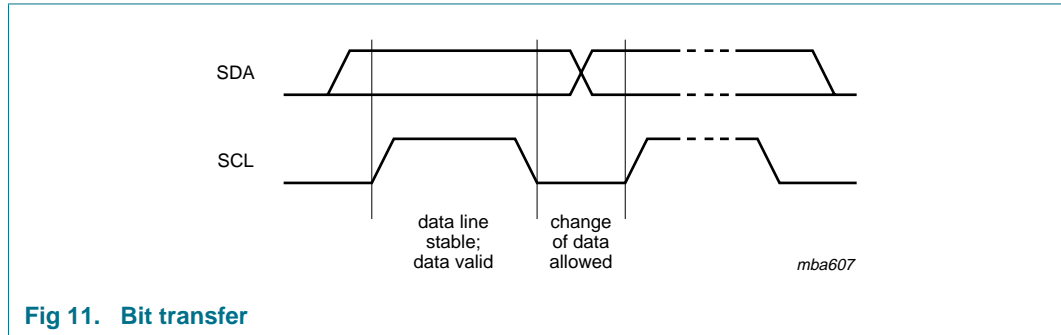 SDA
SCL
data line
stable;
data valid
change
of data
allowed
mba607
Fig 11. Bit transfer